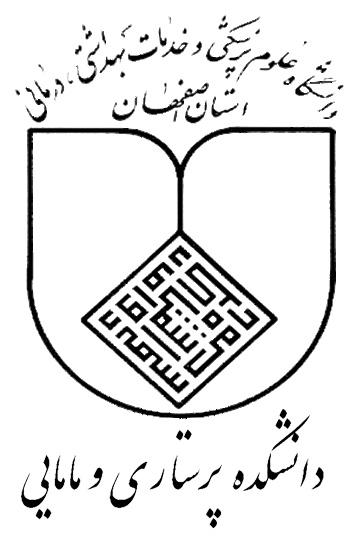 دانشگاه علوم پزشکی و خدمات بهداشتی، درمانی
استان اصفهان
دانشکده پرستاری و مامایی